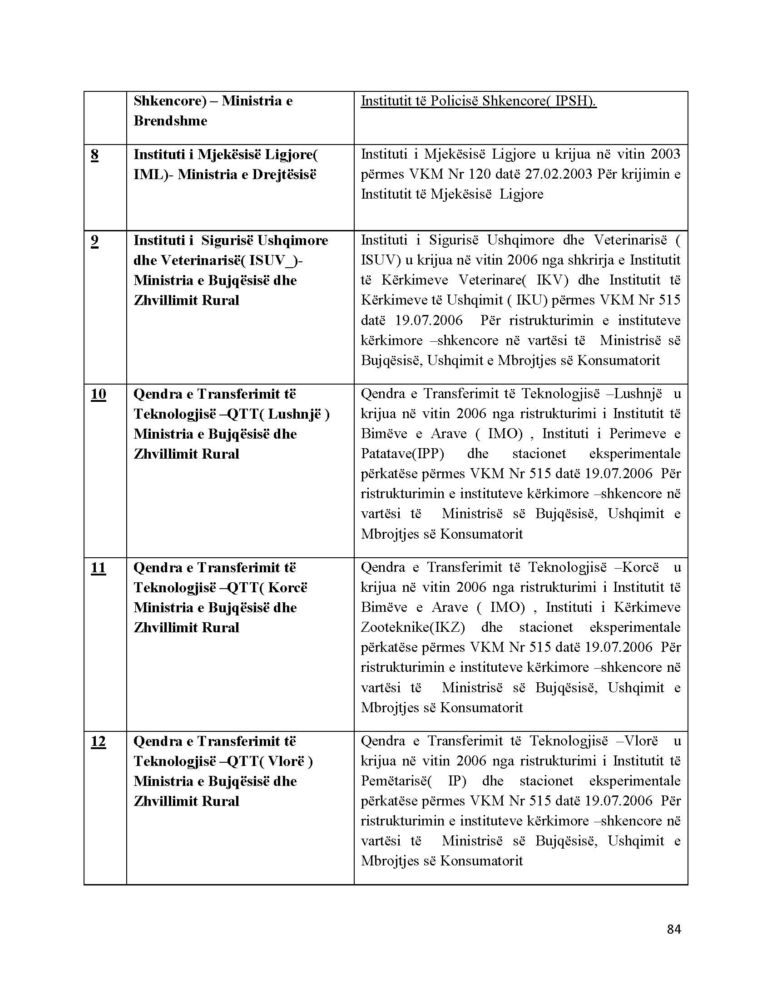 Shkencore) – Ministria e
Brendshme
Institutit të Policisë Shkencore( IPSH).
8
Instituti i Mjekësisë Ligjore(
IML)- Ministria e Drejtësisë
Instituti i Mjekësisë Ligjore u krijua në vitin 2003
përmes VKM Nr 120 datë 27.02.2003 Për krijimin e
Institutit të Mjekësisë  Ligjore
9
Instituti i  Sigurisë Ushqimore
dhe Veterinarisë( ISUV_)-
Ministria e Bujqësisë dhe
Zhvillimit Rural
Instituti i Sigurisë Ushqimore dhe Veterinarisë (
ISUV) u krijua në vitin 2006 nga shkrirja e Institutit
të Kërkimeve Veterinare( IKV) dhe Institutit të
Kërkimeve të Ushqimit ( IKU) përmes VKM Nr 515
datë 19.07.2006  Për ristrukturimin e instituteve
kërkimore –shkencore në vartësi të  Ministrisë së
Bujqësisë, Ushqimit e Mbrojtjes së Konsumatorit
10
Qendra e Transferimit të
Teknologjisë –QTT( Lushnjë )
Ministria e Bujqësisë dhe
Zhvillimit Rural
Qendra e Transferimit të Teknologjisë –Lushnjë  u
krijua në vitin 2006 nga ristrukturimi i Institutit të
Bimëve e Arave ( IMO) , Instituti i Perimeve e
Patatave(IPP) dhe stacionet eksperimentale
përkatëse përmes VKM Nr 515 datë 19.07.2006  Për
ristrukturimin e instituteve kërkimore –shkencore në
vartësi të  Ministrisë së Bujqësisë, Ushqimit e
Mbrojtjes së Konsumatorit
11
Qendra e Transferimit të
Teknologjisë –QTT( Korcë
Ministria e Bujqësisë dhe
Zhvillimit Rural
Qendra e Transferimit të Teknologjisë –Korcë  u
krijua në vitin 2006 nga ristrukturimi i Institutit të
Bimëve e Arave ( IMO) , Instituti i Kërkimeve
Zooteknike(IKZ) dhe stacionet eksperimentale
përkatëse përmes VKM Nr 515 datë 19.07.2006  Për
ristrukturimin e instituteve kërkimore –shkencore në
vartësi të  Ministrisë së Bujqësisë, Ushqimit e
Mbrojtjes së Konsumatorit
12
Qendra e Transferimit të
Teknologjisë –QTT( Vlorë )
Ministria e Bujqësisë dhe
Zhvillimit Rural
Qendra e Transferimit të Teknologjisë –Vlorë  u
krijua në vitin 2006 nga ristrukturimi i Institutit të
Pemëtarisë( IP) dhe stacionet eksperimentale
përkatëse përmes VKM Nr 515 datë 19.07.2006  Për
ristrukturimin e instituteve kërkimore –shkencore në
vartësi të  Ministrisë së Bujqësisë, Ushqimit e
Mbrojtjes së Konsumatorit
84